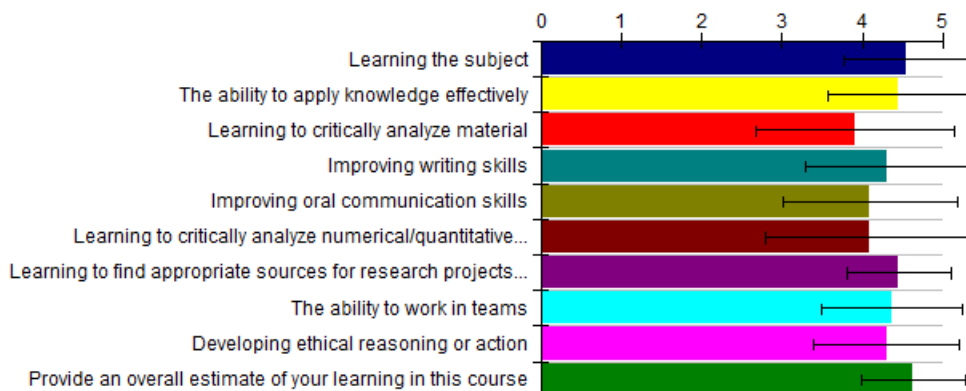 0 1 2 3 4 5
Learning the subject
The ability to apply knowledge effectively
Learning to critically analyze material
Improving writing skills
Improving oral communication skills
Learning to critically analyze numerical/quantitative...
Learning to find appropriate sources for research projects...
The ability to work in teams
Developing ethical reasoning or action
Provide an overall estimate of your learning in this course